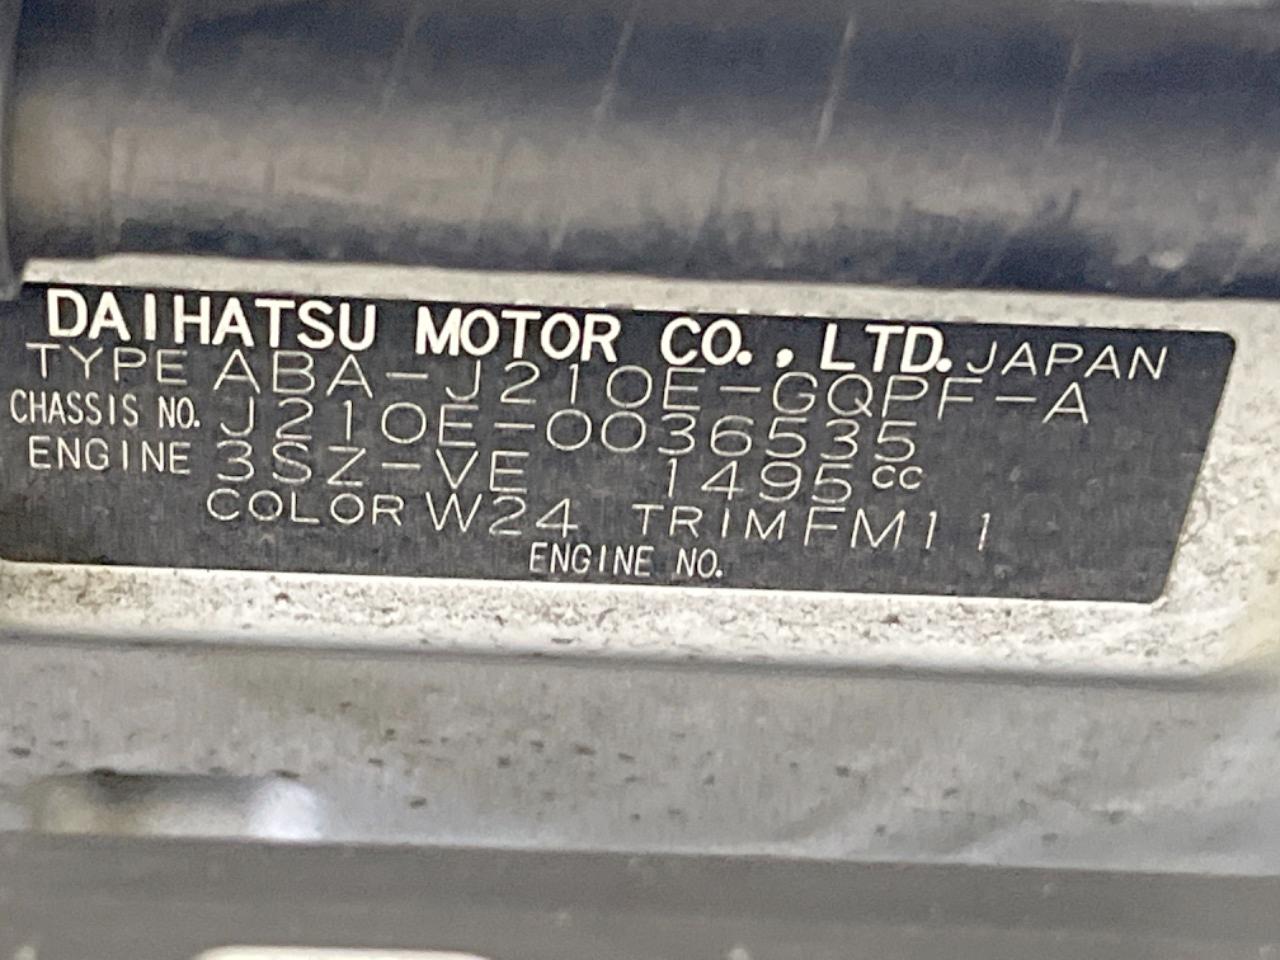 DAIHATSU MOTOR CO., LTD. JAPAN
TYPE ABA-J210E-GQPF-A
CHASSIS NO. J210E-0036535
ENGINE 3SZ-VE 1495cc
COLOR W24 TRIM FM11
ENGINE NO.